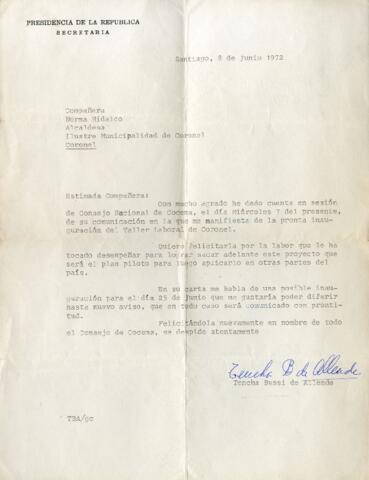 PRESIDENCIA DE LA REPUBLICA
SECRETARIA
Santiago, 8 de junio 1972
Compañera
Norma Hidalgo
Alcaldesa
Ilustre Municipalidad de Coronel
Coronel
Estimada Compañera:
Con mucho agrado he dado cuenta en sesión
de Consejo Nacional de Cocema, el día Miércoles 7 del presente,
de su comunicación en la que me manifiesta de la pronta inau-
guración del Taller Laboral de Coronel.
Quiero felicitarla por la labor que le ha
tocado desempeñar para lograr sacar adelante este proyecto que
será el plan piloto para luego aplicarlo en otras partes del
país.
En su carta me habla de una posible inau-
guración para el día 25 de junio que me gustaría poder diferir
hasta nuevo aviso, que en todo caso será comunicado con pronti-
tud.
Felicitándola nuevamente en nombre de todo
el Consejo de Cocema, se despide atentamente
Tencha B de Allende
Tencha Bussi de Allende
TBA/gc